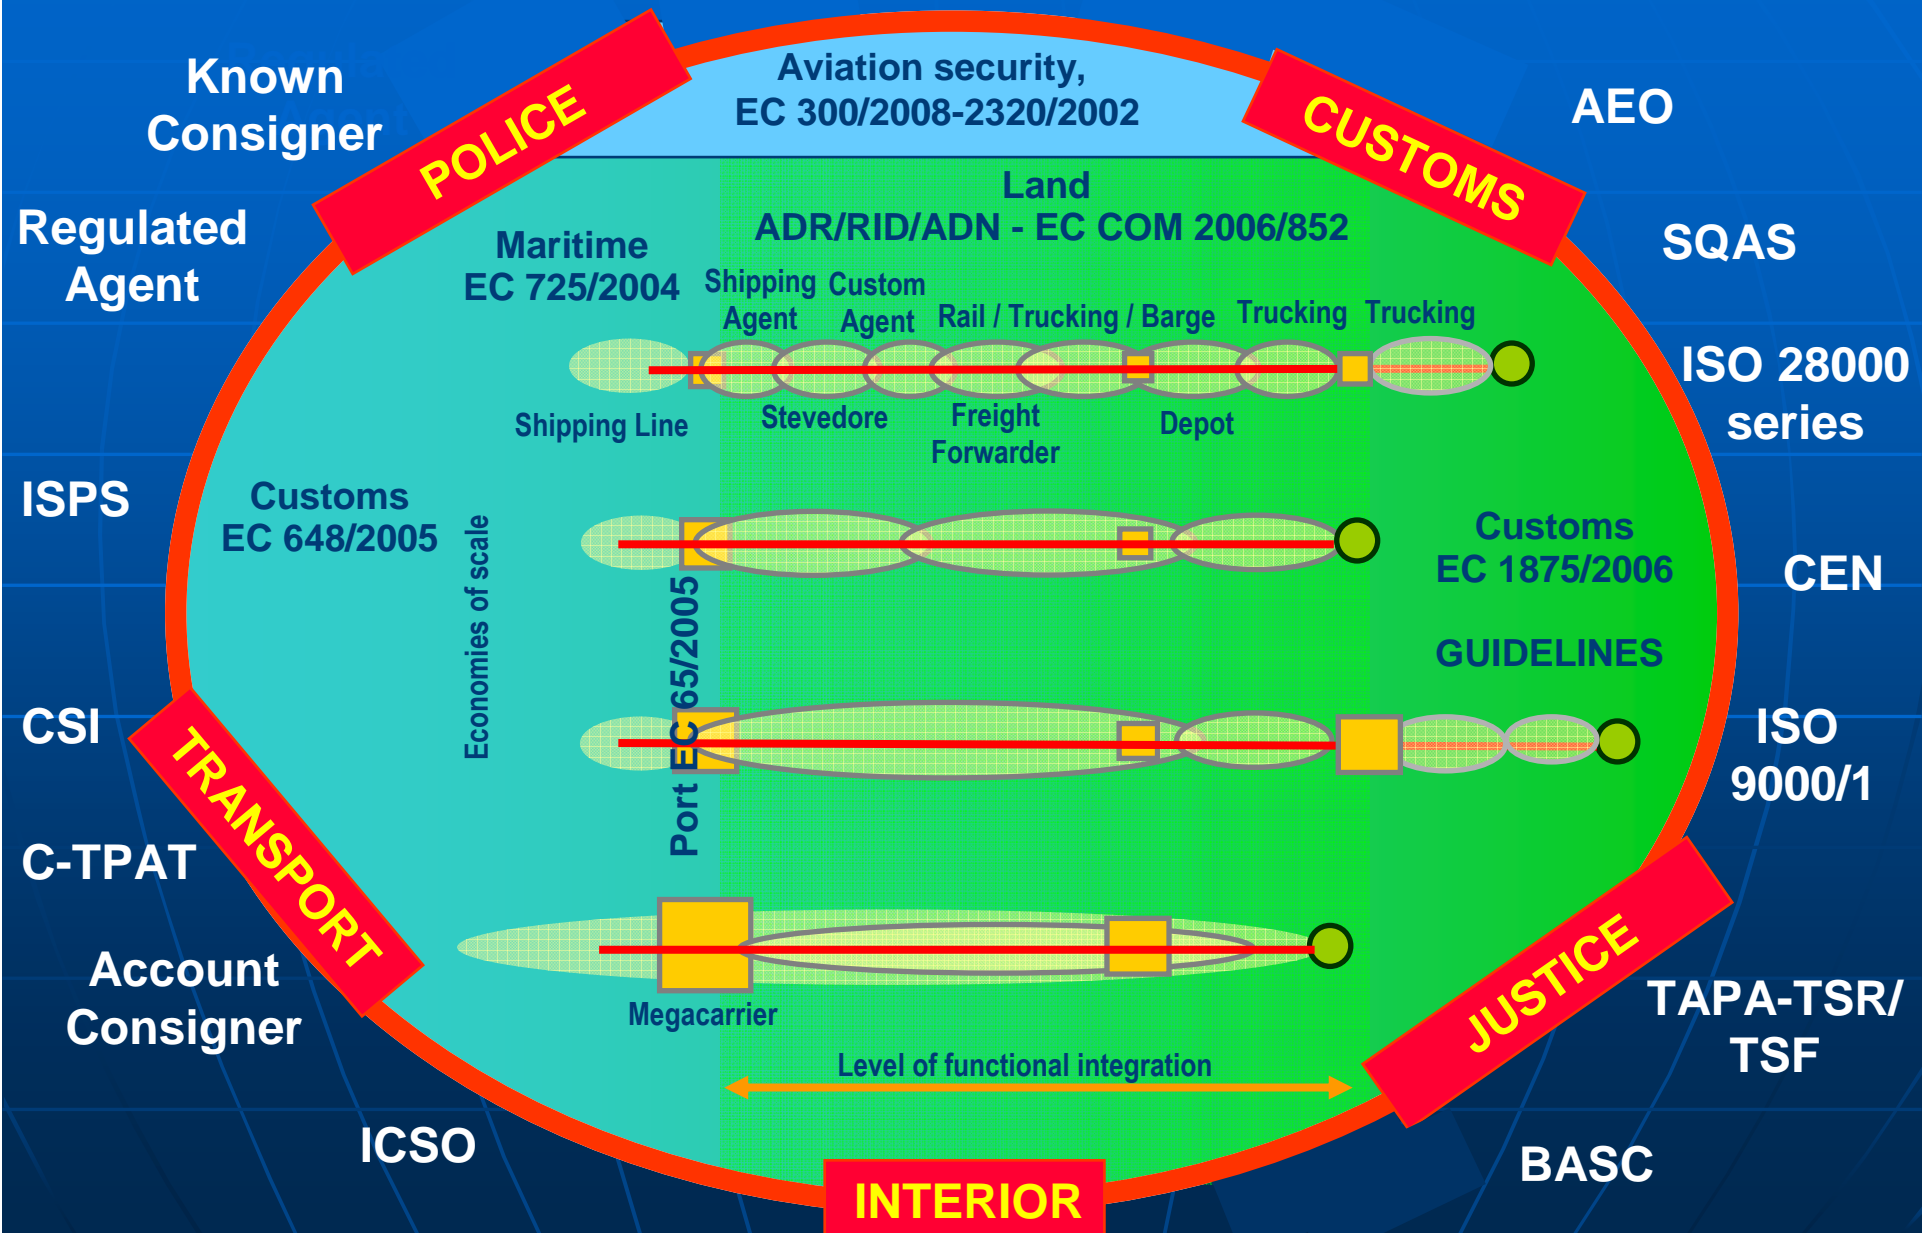 Known
Consigner
POLICE
Aviation security,
EC 300/2008-2320/2002
CUSTOMS
AEO
Regulated
Agent
Maritime
EC 725/2004
Land
ADR/RID/ADN - EC COM 2006/852
SQAS
Shipping
Agent
Custom
Agent
Rail / Trucking / Barge
Trucking
Trucking
ISO 28000
series
Shipping Line
Stevedore
Freight
Forwarder
Depot
ISPS
Customs
EC 648/2005
Economies of scale
Port EC 65/2005
Customs
EC 1875/2006
GUIDELINES
CEN
CSI
TRANSPORT
ISO
9000/1
C-TPAT
Account
Consigner
Megacarrier
Level of functional integration
JUSTICE
TAPA-TSR/
TSF
ICSO
INTERIOR
BASC